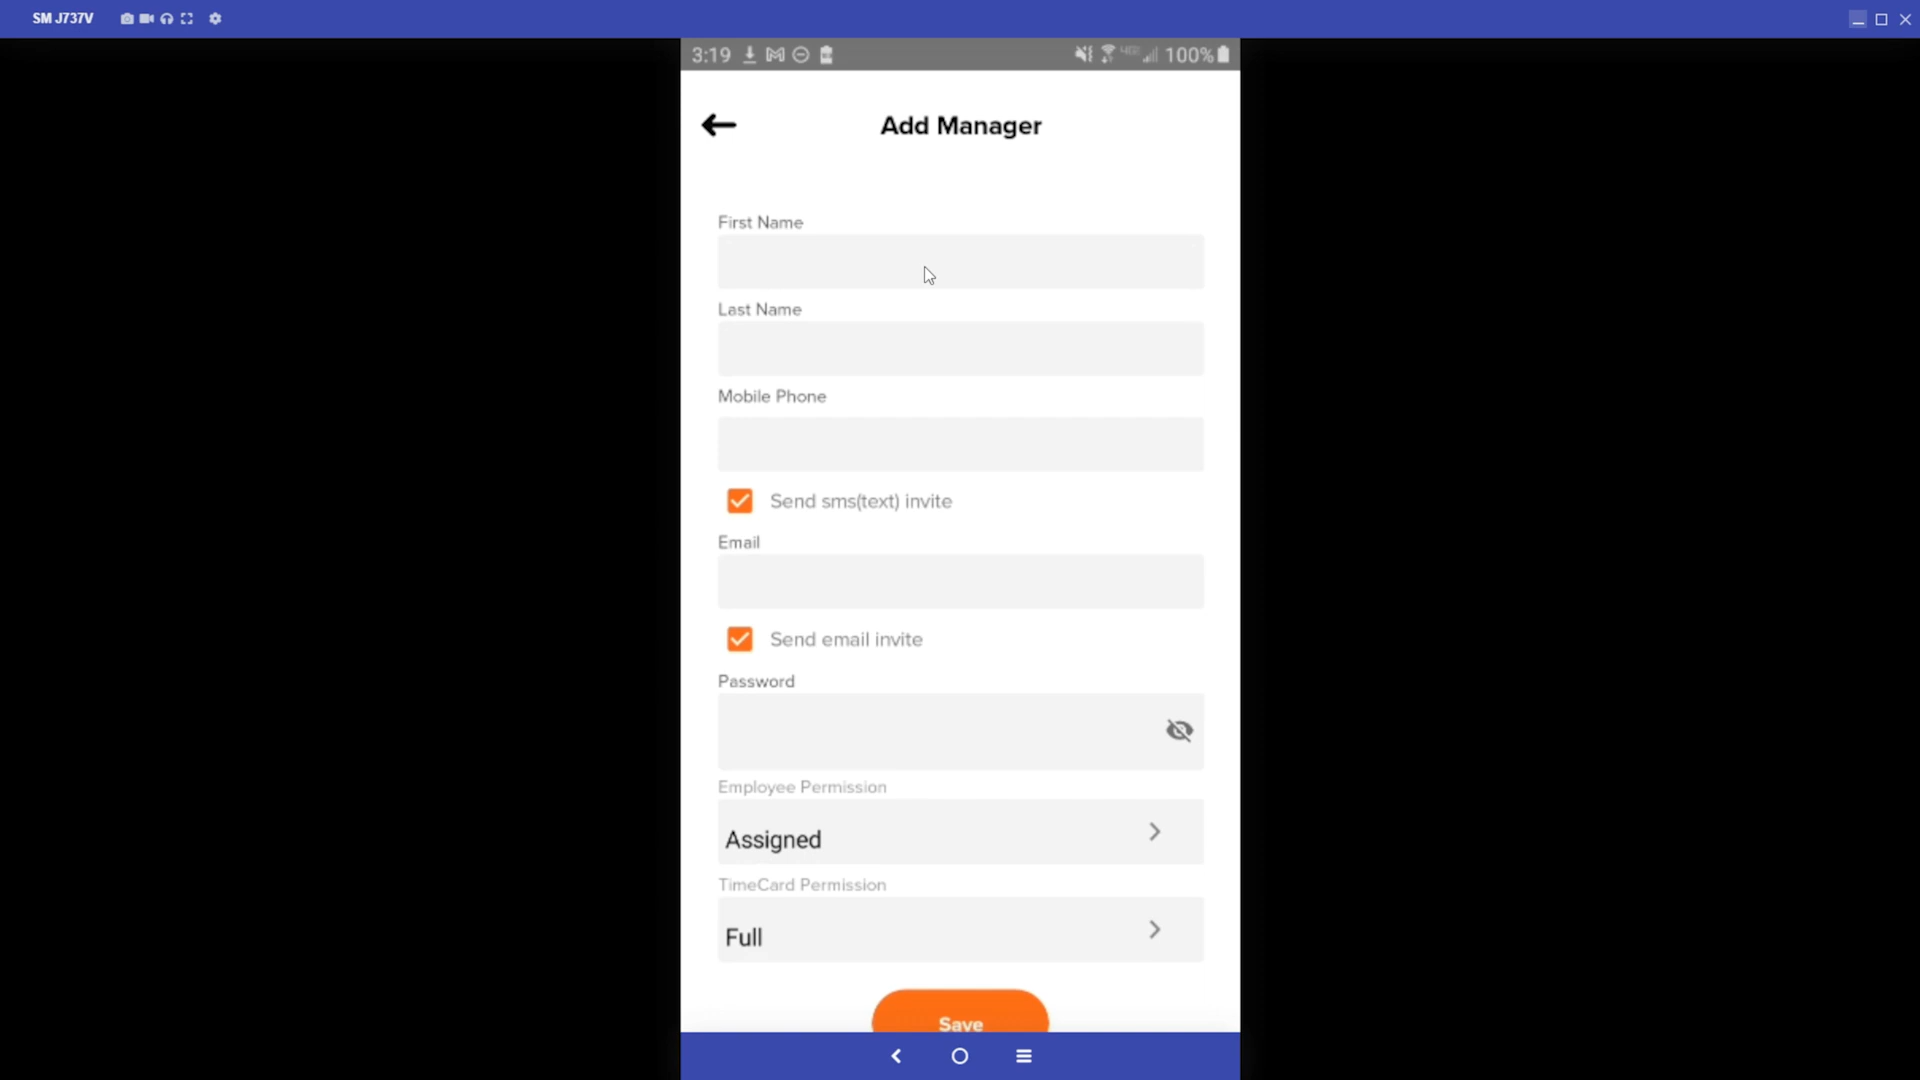 SM J737V
3:19
100%
Add Manager
First Name
Last Name
Mobile Phone
Send sms(text) invite
Email
Send email invite
Password
Employee Permission
Assigned
TimeCard Permission
Full
Save